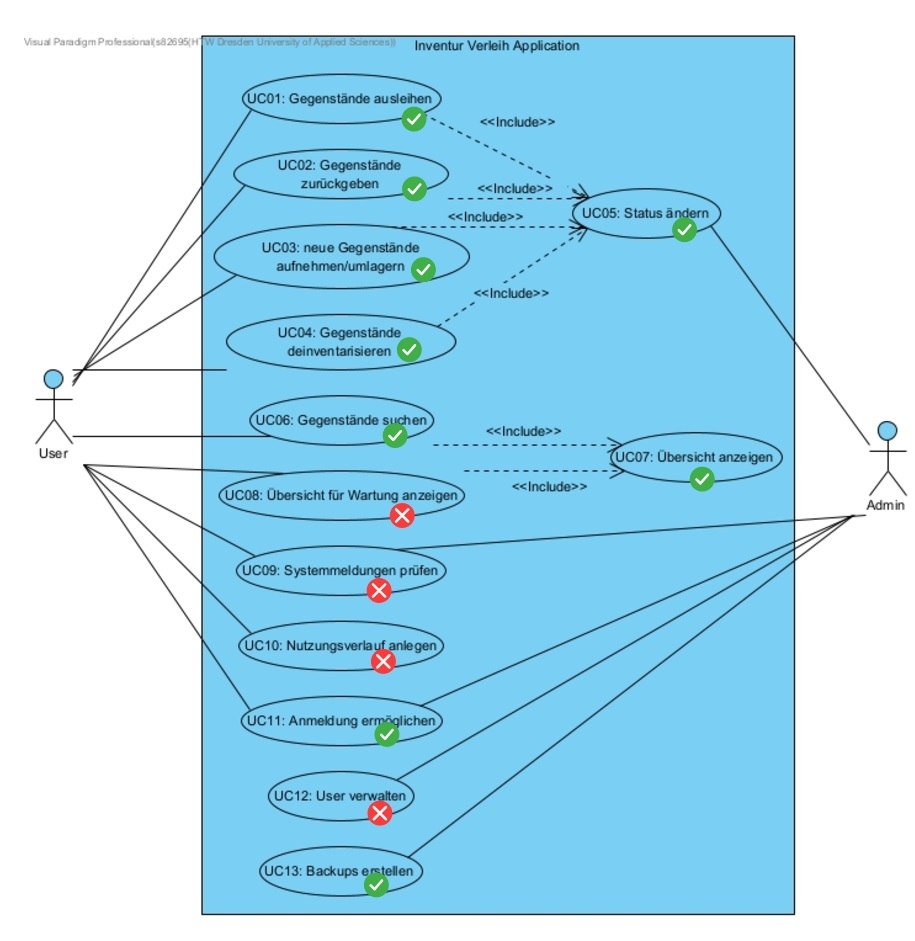 Visual Paradigm Professional(s82695(HTW Dresden University of Applied Sciences))
Inventur Verleih Application
UC01: Gegenstände ausleihen
<<Include>>
UC02: Gegenstände
zurückgeben
<<Include>>
UC05: Status ändern
<<Include>>
UC03: neue Gegenstände
aufnehmen/umlagern
<<Include>>
UC04: Gegenstände
deinventarisieren
UC06: Gegenstände suchen
<<Include>>
User
UC07: Übersicht anzeigen
<<Include>>
UC08: Übersicht für Wartung anzeigen
Admin
UC09: Systemmeldungen prüfen
UC10: Nutzungsverlauf anlegen
UC11: Anmeldung ermöglichen
UC12: User verwalten
UC13: Backups erstellen